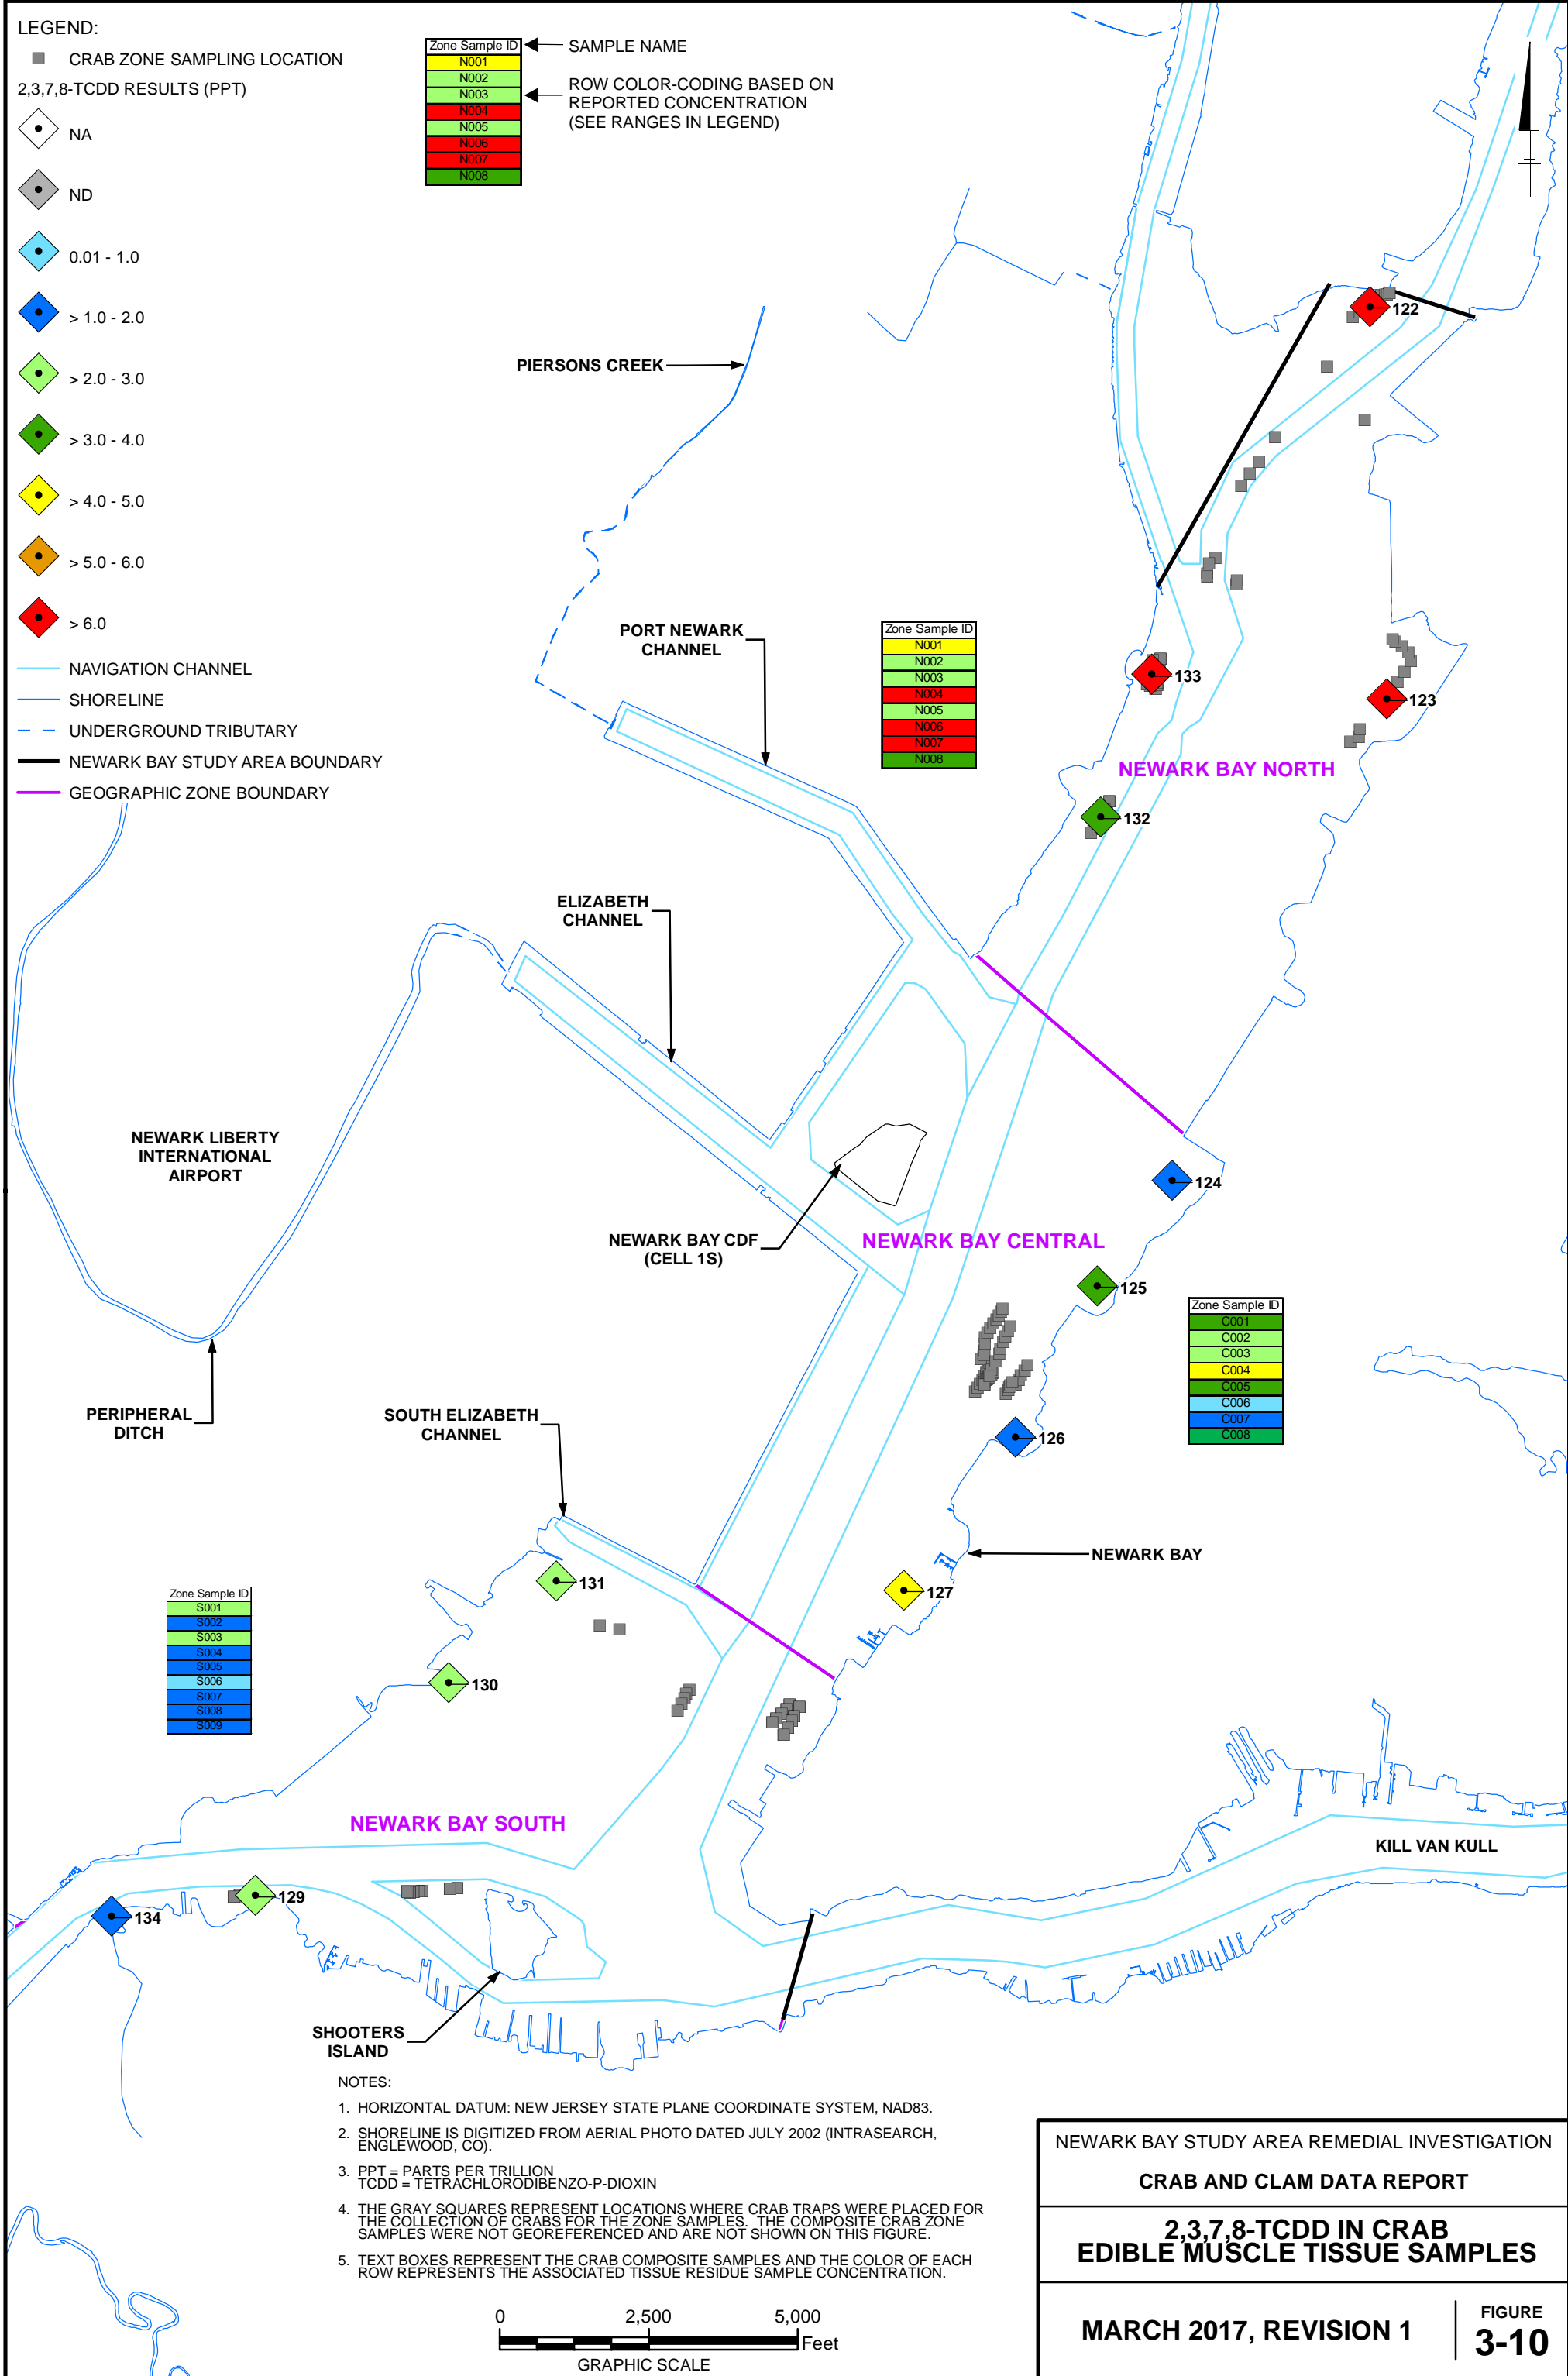 LEGEND:
CRAB ZONE SAMPLING LOCATION
2,3,7,8-TCDD RESULTS (PPT)
NA
ND
0.01 - 1.0
> 1.0 - 2.0
> 2.0 - 3.0
> 3.0 - 4.0
> 4.0 - 5.0
> 5.0 - 6.0
> 6.0
NAVIGATION CHANNEL
SHORELINE
UNDERGROUND TRIBUTARY
NEWARK BAY STUDY AREA BOUNDARY
GEOGRAPHIC ZONE BOUNDARY
Zone Sample ID
N001
N002
N003
N004
N005
N006
N007
N008
SAMPLE NAME
ROW COLOR-CODING BASED ON
REPORTED CONCENTRATION
(SEE RANGES IN LEGEND)
122
PIERSONS CREEK
PORT NEWARK
CHANNEL
Zone Sample ID
N001
N002
N003
N004
N005
N006
N007
N008
133
123
NEWARK BAY NORTH
132
ELIZABETH
CHANNEL
NEWARK LIBERTY
INTERNATIONAL
AIRPORT
124
NEWARK BAY CDF
(CELL 1S)
NEWARK BAY CENTRAL
125
Zone Sample ID
C001
C002
C003
C004
C005
C006
C007
C008
PERIPHERAL
DITCH
SOUTH ELIZABETH
CHANNEL
126
NEWARK BAY
131
127
Zone Sample ID
S001
S002
S003
S004
S005
S006
S007
S008
S009
130
NEWARK BAY SOUTH
KILL VAN KULL
129
134
SHOOTERS
ISLAND
NOTES:
1. HORIZONTAL DATUM: NEW JERSEY STATE PLANE COORDINATE SYSTEM, NAD83.
2. SHORELINE IS DIGITIZED FROM AERIAL PHOTO DATED JULY 2002 (INTRASEARCH,
ENGLEWOOD, CO).
3. PPT = PARTS PER TRILLION
TCDD = TETRACHLORODIBENZO-P-DIOXIN
4. THE GRAY SQUARES REPRESENT LOCATIONS WHERE CRAB TRAPS WERE PLACED FOR
THE COLLECTION OF CRABS FOR THE ZONE SAMPLES. THE COMPOSITE CRAB ZONE
SAMPLES WERE NOT GEOREFERENCED AND ARE NOT SHOWN ON THIS FIGURE.
5. TEXT BOXES REPRESENT THE CRAB COMPOSITE SAMPLES AND THE COLOR OF EACH
ROW REPRESENTS THE ASSOCIATED TISSUE RESIDUE SAMPLE CONCENTRATION.
0 2,500 5,000
Feet
GRAPHIC SCALE
NEWARK BAY STUDY AREA REMEDIAL INVESTIGATION
CRAB AND CLAM DATA REPORT
2,3,7,8-TCDD IN CRAB
EDIBLE MUSCLE TISSUE SAMPLES
MARCH 2017, REVISION 1
FIGURE
3-10